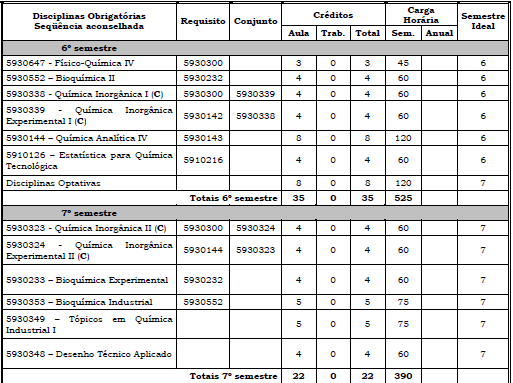 Disciplinas Obrigatórias Seqüência aconselhada Requisito Conjunto Créditos Carga Horária Semestre Ideal
Aula Trab. Total Sem. Anual
6º semestre
5930647 - Físico-Química IV 5930300 3 0 3 45 6
5930552 – Bioquímica II 5930232 4 0 4 60 6
5930338 - Química Inorgânica I (C) 5930300 5930339 4 0 4 60 6
5930339 - Química Inorgânica Experimental I (C) 5930142 5930338 4 0 4 60 6
5930144 – Química Analítica IV 5930143 8 0 8 120 6
5910126 – Estatística para Química Tecnológica 5910216 4 0 4 60 6
Disciplinas Optativas 8 0 8 120 7
Totais 6º semestre 35 0 35 525
7º semestre
5930323 - Química Inorgânica II (C) 5930300 5930324 4 0 4 60 7
5930324 - Química Inorgânica Experimental II (C) 5930144 5930323 4 0 4 60 7
5930233 – Bioquímica Experimental 5930232 4 0 4 60 7
5930353 – Bioquímica Industrial 5930552 5 0 5 75 7
5930349 – Tópicos em Química Industrial I 5 0 5 75 7
5930348 – Desenho Técnico Aplicado 4 0 4 60 7
Totais 7º semestre 22 0 22 390